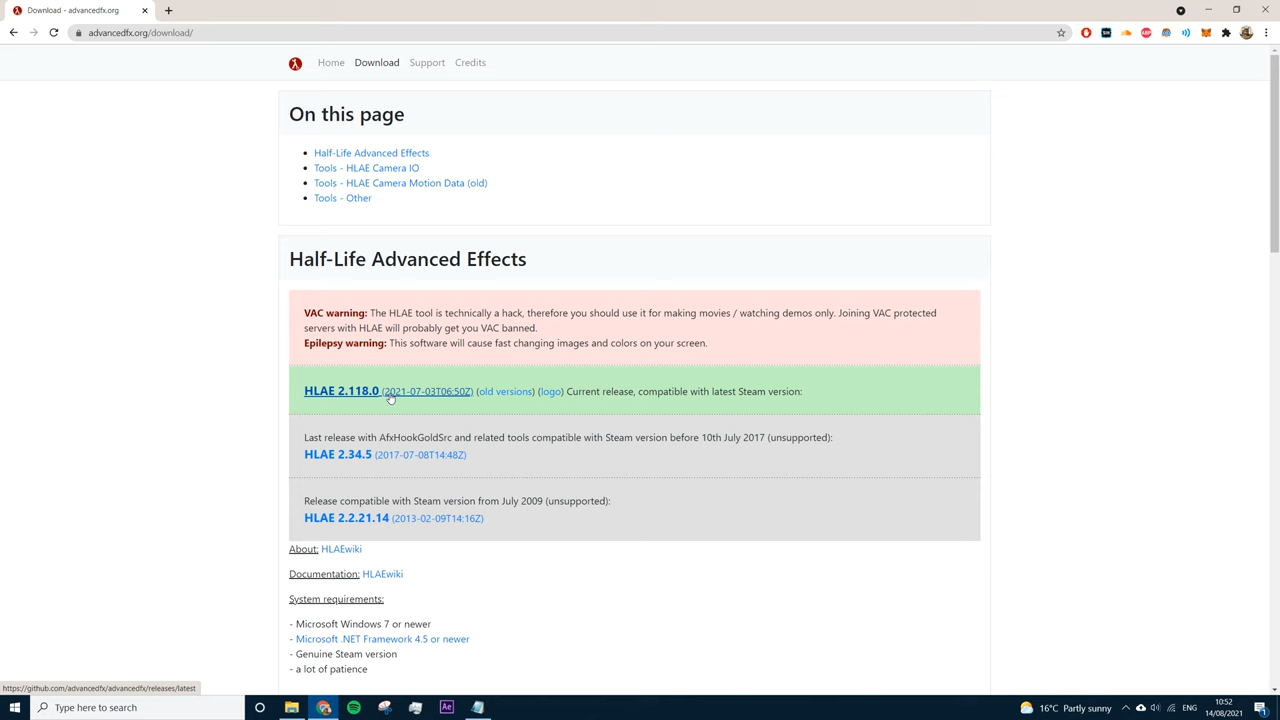 Download - advancedfx.org
advancedfx.org/download/
Home Download Support Credits
On this page
Half-Life Advanced Effects
Tools - HLAE Camera IO
Tools - HLAE Camera Motion Data (old)
Tools - Other
Half-Life Advanced Effects
VAC warning: The HLAE tool is technically a hack, therefore you should use it for making movies / watching demos only. Joining VAC protected
servers with HLAE will probably get you VAC banned.
Epilepsy warning: This software will cause fast changing images and colors on your screen.
HLAE 2.118.0 (2021-07-03T06:50Z) (old versions) (logo) Current release, compatible with latest Steam version:
Last release with AfxHookGoldSrc and related tools compatible with Steam version before 10th July 2017 (unsupported):
HLAE 2.34.5 (2017-07-08T14:48Z)
Release compatible with Steam version from July 2009 (unsupported):
HLAE 2.2.21.14 (2013-02-09T14:16Z)
About: HLAEwiki
Documentation: HLAEwiki
System requirements:
- Microsoft Windows 7 or newer
- Microsoft .NET Framework 4.5 or newer
- Genuine Steam version
- a lot of patience
https://github.com/advancedfx/advancedfx/releases/latest
Type here to search
Ae
16°C Partly sunny
ENG
10:52
14/08/2021